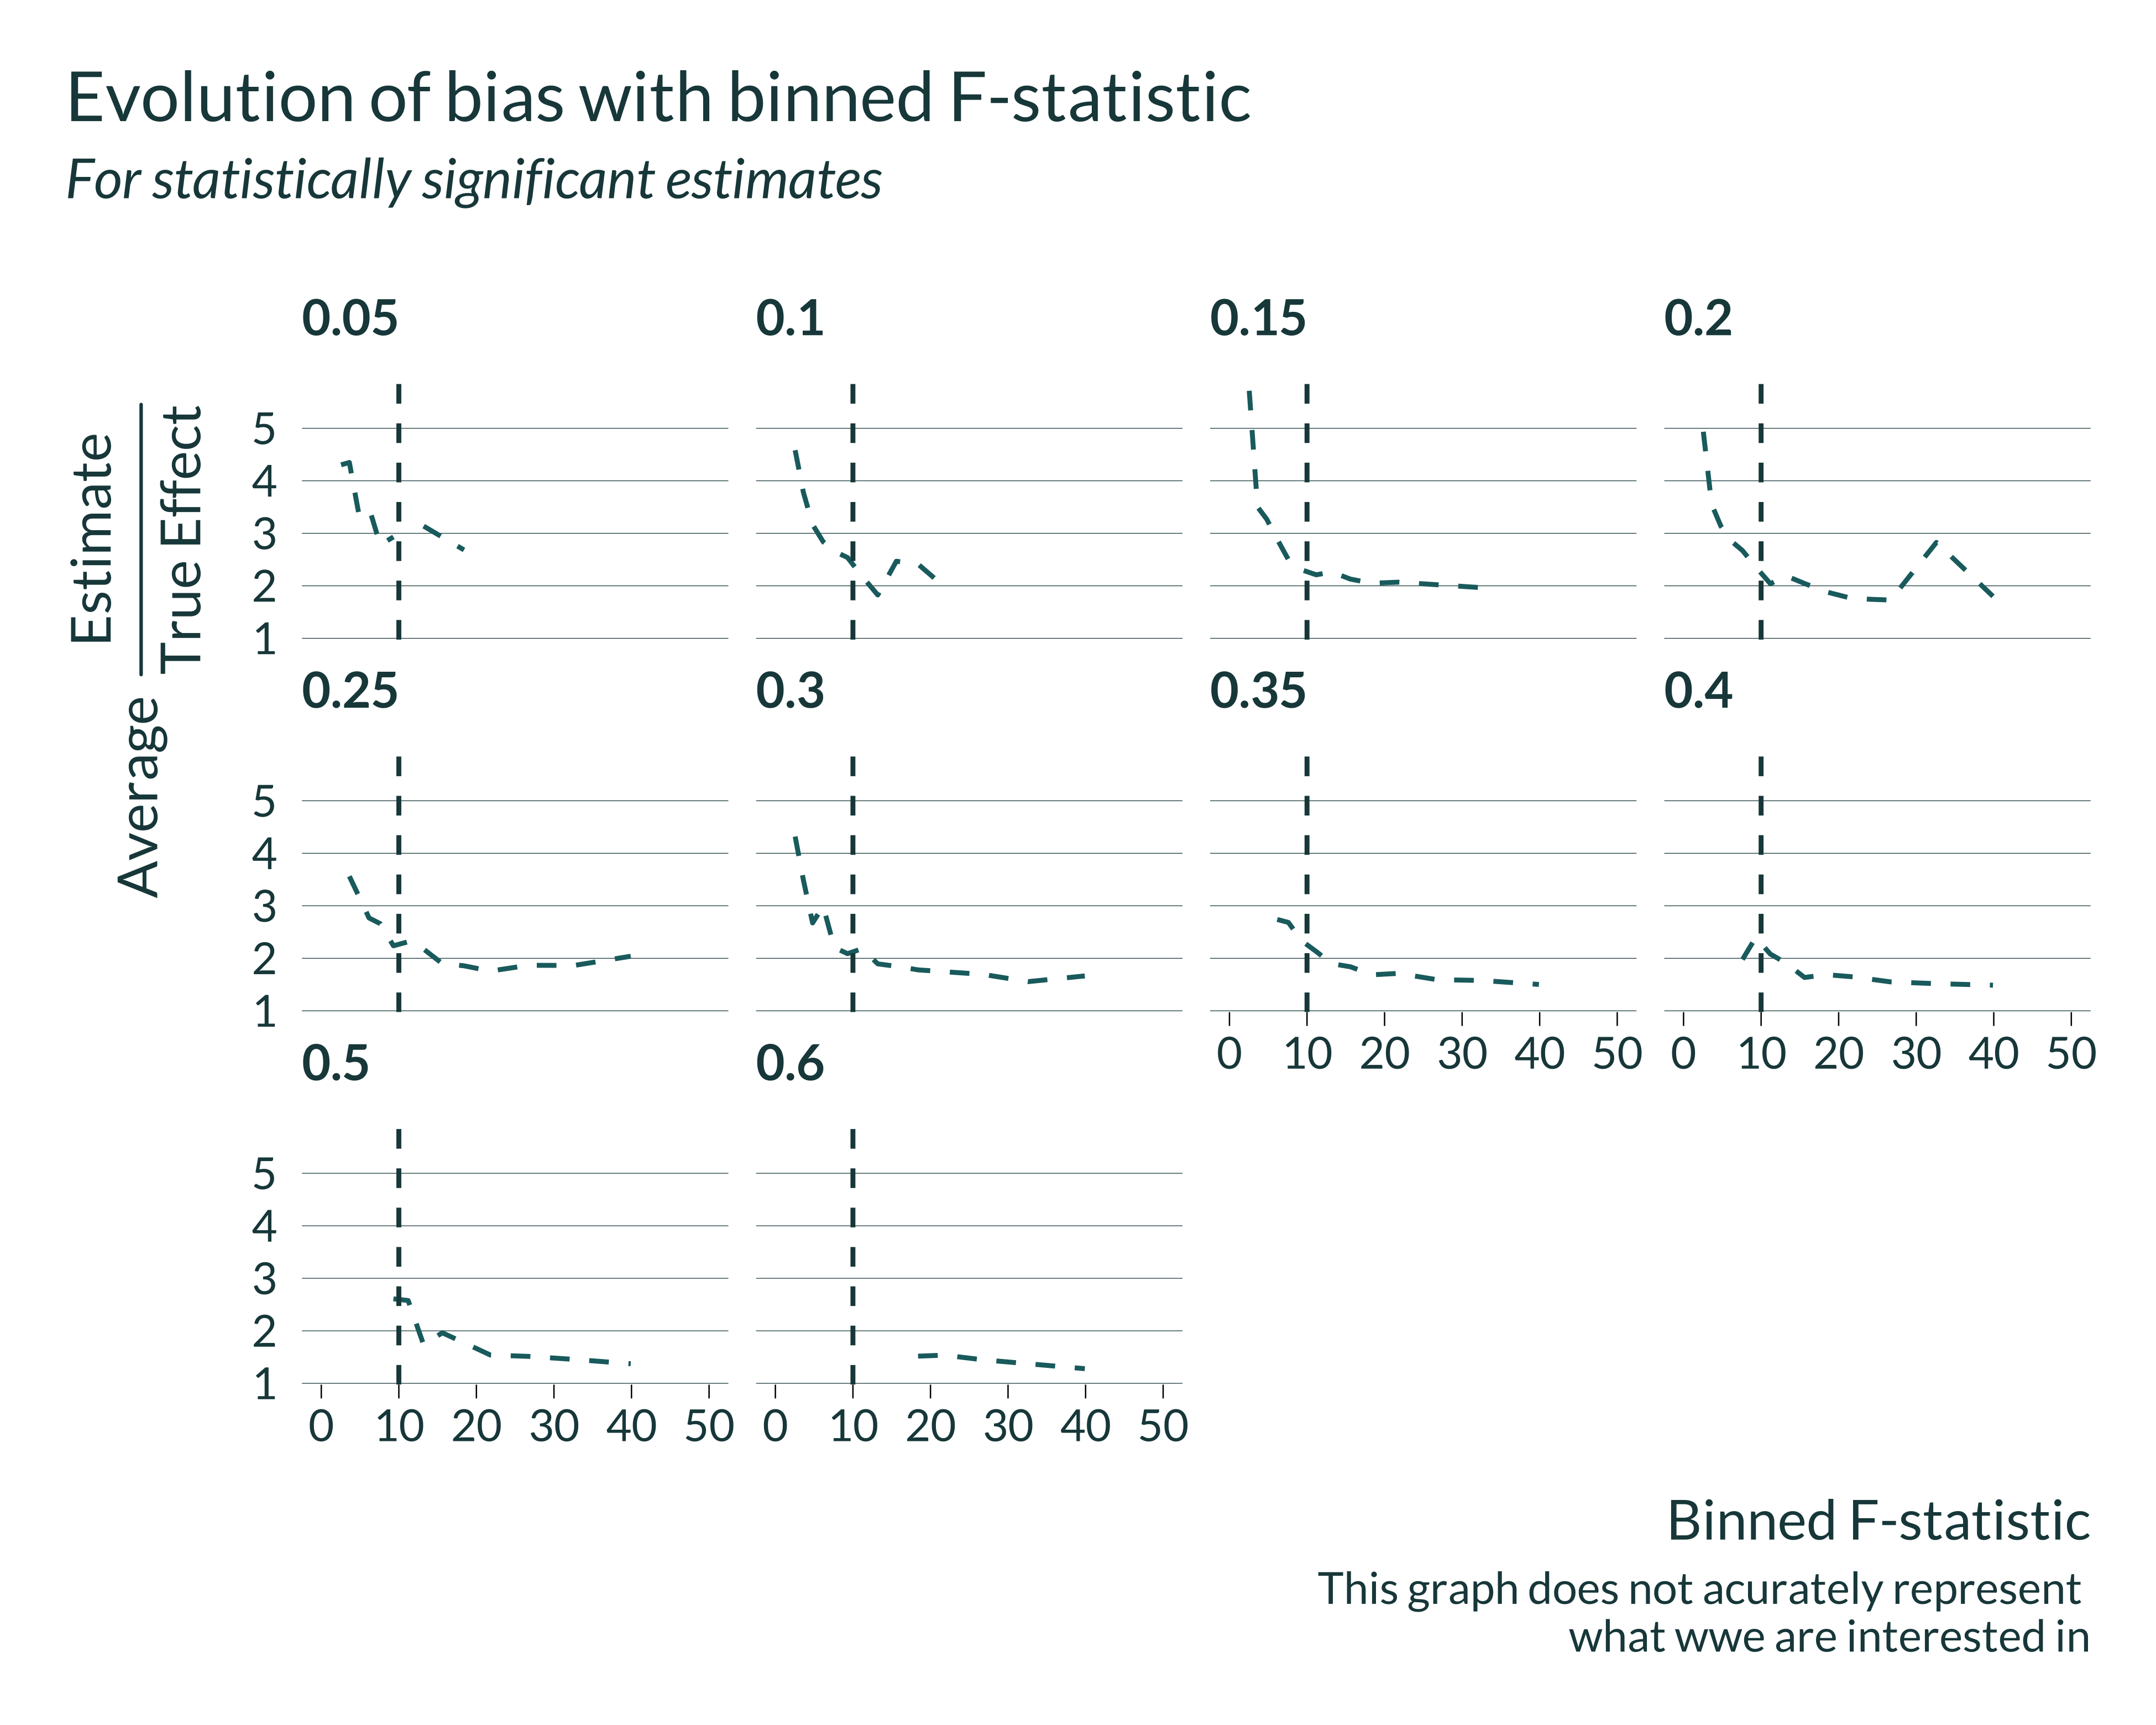 Evolution of bias with binned F-statistic
For statistically significant estimates
Average
Estimate
True Effect
0.05
0.1
0.15
0.2
5
4
3
2
1
0.25
0.3
0.35
0.4
5
4
3
2
1
0 10 20 30 40 50
0 10 20 30 40 50
0.5
0.6
5
4
3
2
1
0 10 20 30 40 50
0 10 20 30 40 50
Binned F-statistic
This graph does not acurately represent
what wwe are interested in